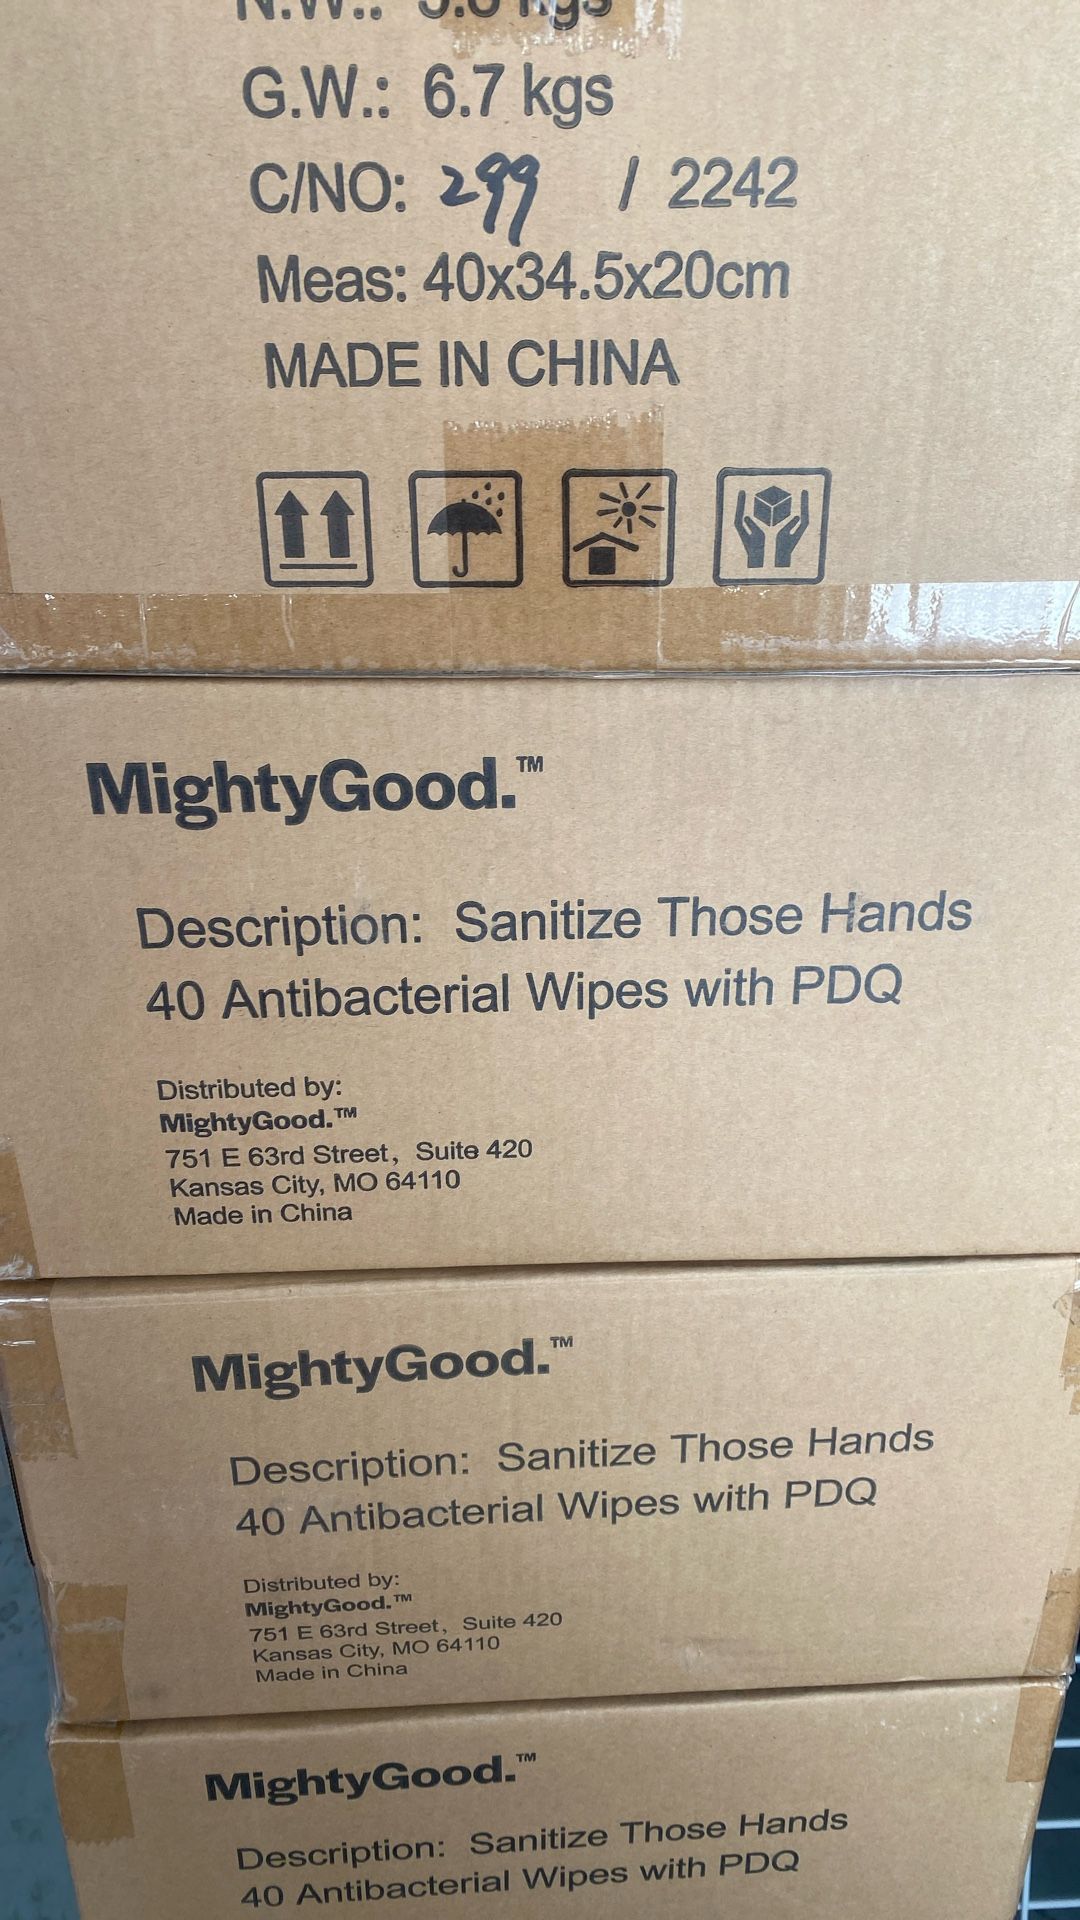 G.W.: 6.7 kgs
C/NO: 299 / 2242
Meas: 40x34.5x20cm
MADE IN CHINA
MightyGood.™
Description: Sanitize Those Hands
40 Antibacterial Wipes with PDQ
Distributed by:
MightyGood.™
751 E 63rd Street, Suite 420
Kansas City, MO 64110
Made in China
MightyGood.™
Description: Sanitize Those Hands
40 Antibacterial Wipes with PDQ
Distributed by:
MightyGood.™
751 E 63rd Street, Suite 420
Kansas City, MO 64110
Made in China
MightyGood.™
Description: Sanitize Those Hands
40 Antibacterial Wipes with PDQ